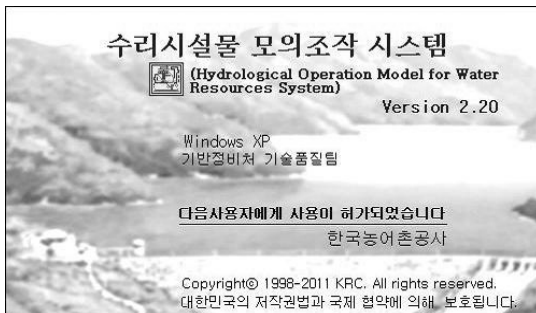 수리시설물 모의조작 시스템
(Hydrological Operation Model for Water
Resources System)
Version 2.20
Windows XP
기반정비처 기술품질팀
다음사용자에게 사용이 허가되었습니다
한국농어촌공사
Copyright© 1998-2011 KRC. All rights reserved.
대한민국의 저작권법과 국제 협약에 의해 보호됩니다.